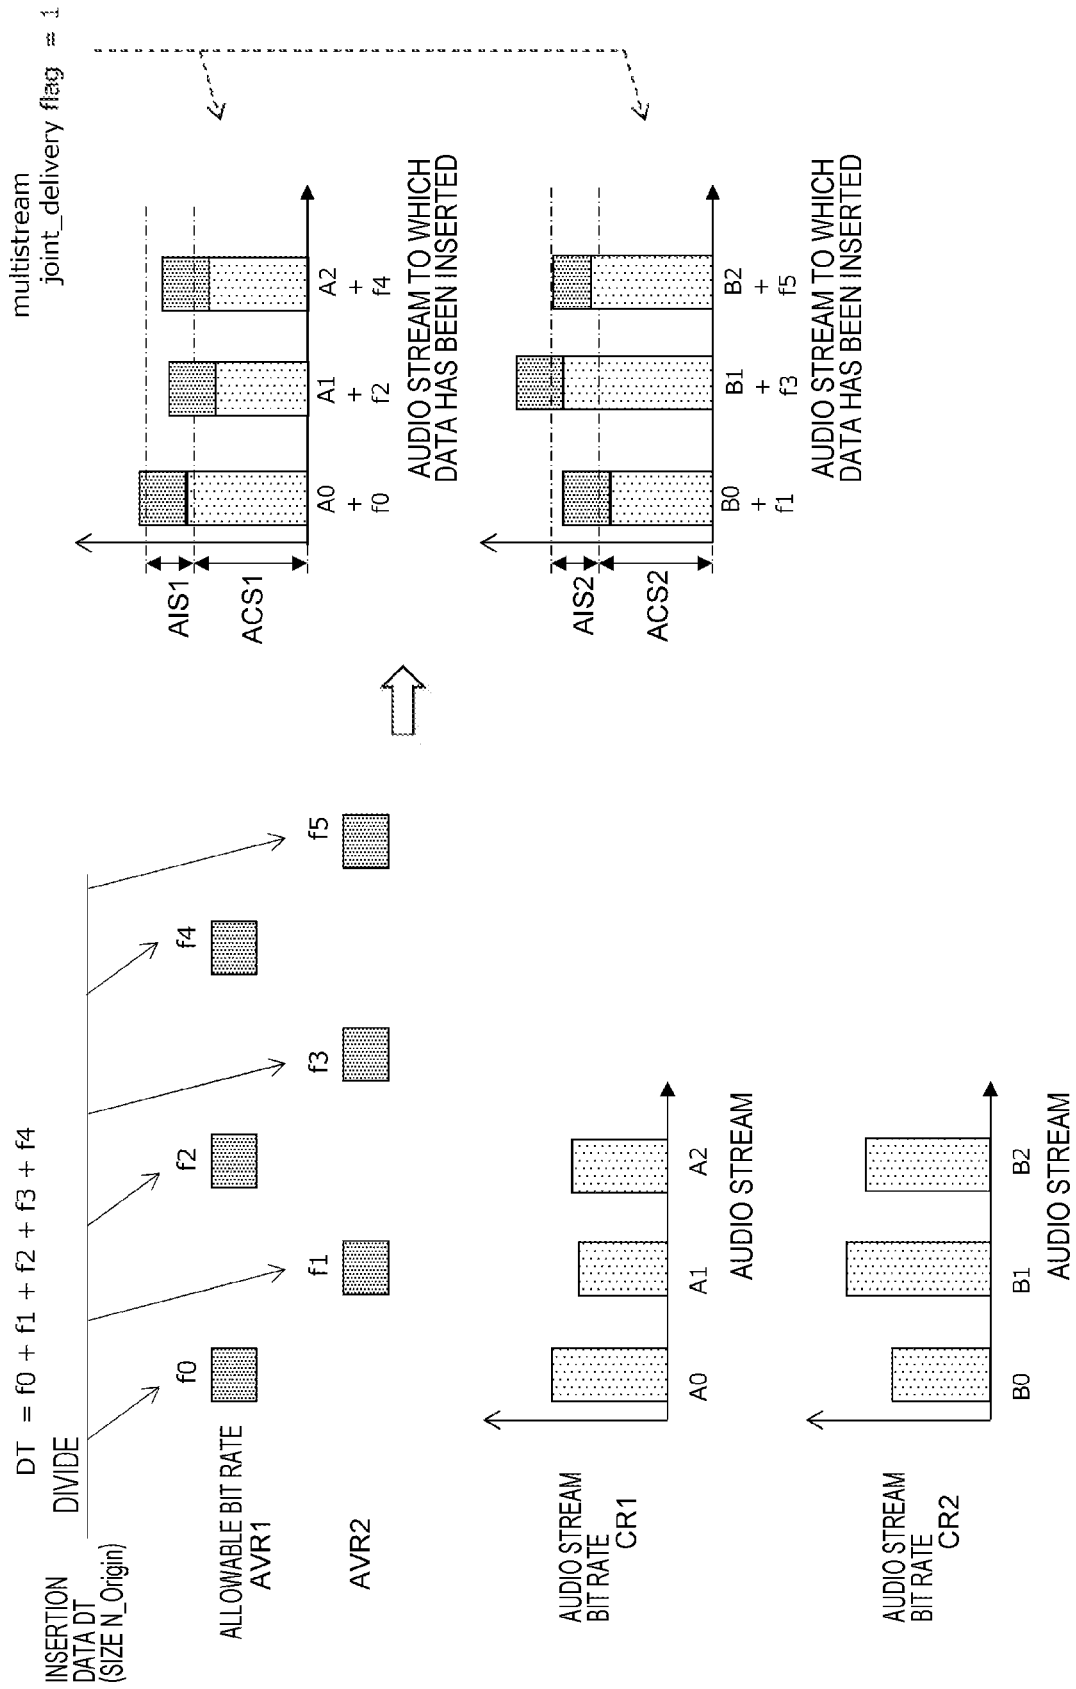 DT = f0 + f1 + f2 + f3 + f4
INSERTION
DATA DT
(SIZE N_Origin)
DIVIDE
ALLOWABLE BIT RATE
AVR1
f0
f2
f4
AVR2
f1
f3
f5
AUDIO STREAM
BIT RATE
CR1
A0
A1
A2
AUDIO STREAM
AUDIO STREAM
BIT RATE
CR2
B0
B1
B2
AUDIO STREAM
multistream
joint_delivery flag = 1
AIS1
ACS1
A0
+
f0
A1
+
f2
A2
+
f4
AUDIO STREAM TO WHICH
DATA HAS BEEN INSERTED
AIS2
ACS2
B0
+
f1
B1
+
f3
B2
+
f5
AUDIO STREAM TO WHICH
DATA HAS BEEN INSERTED